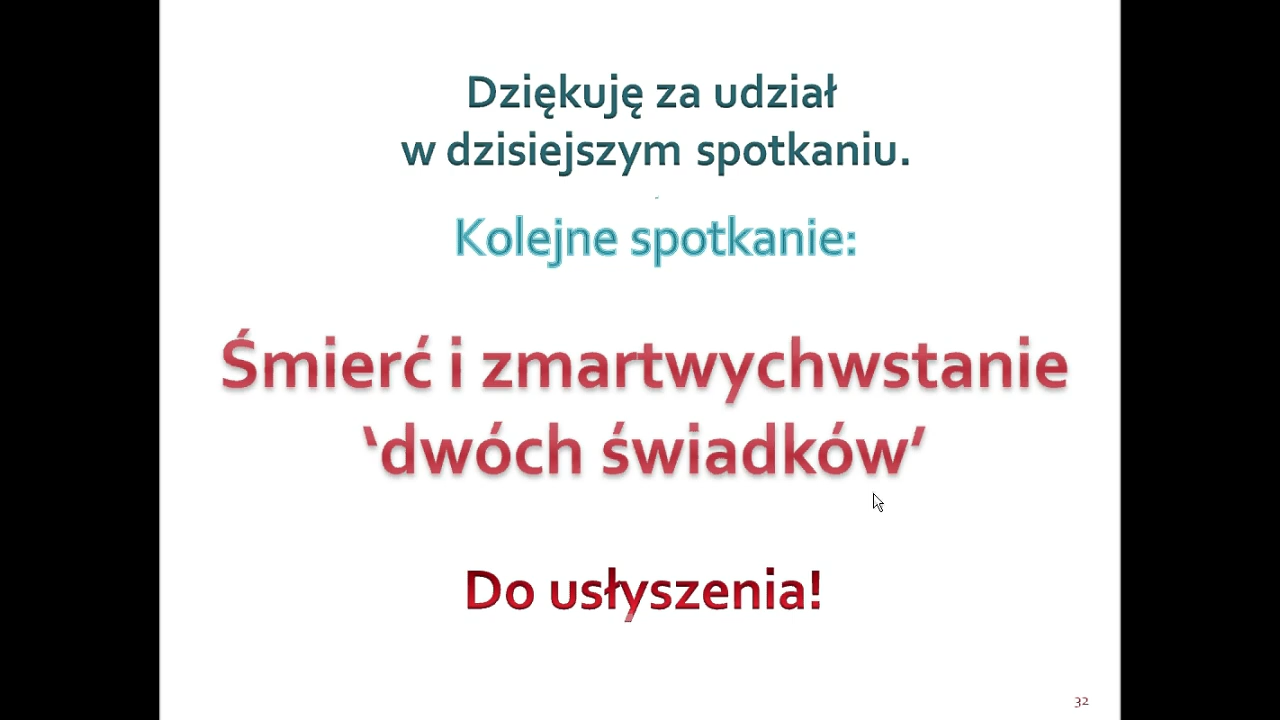 Dziękuję za udział
w dzisiejszym spotkaniu.
Kolejne spotkanie:
Śmierć i zmartwychwstanie
‘dwóch świadków’
Do usłyszenia!
32